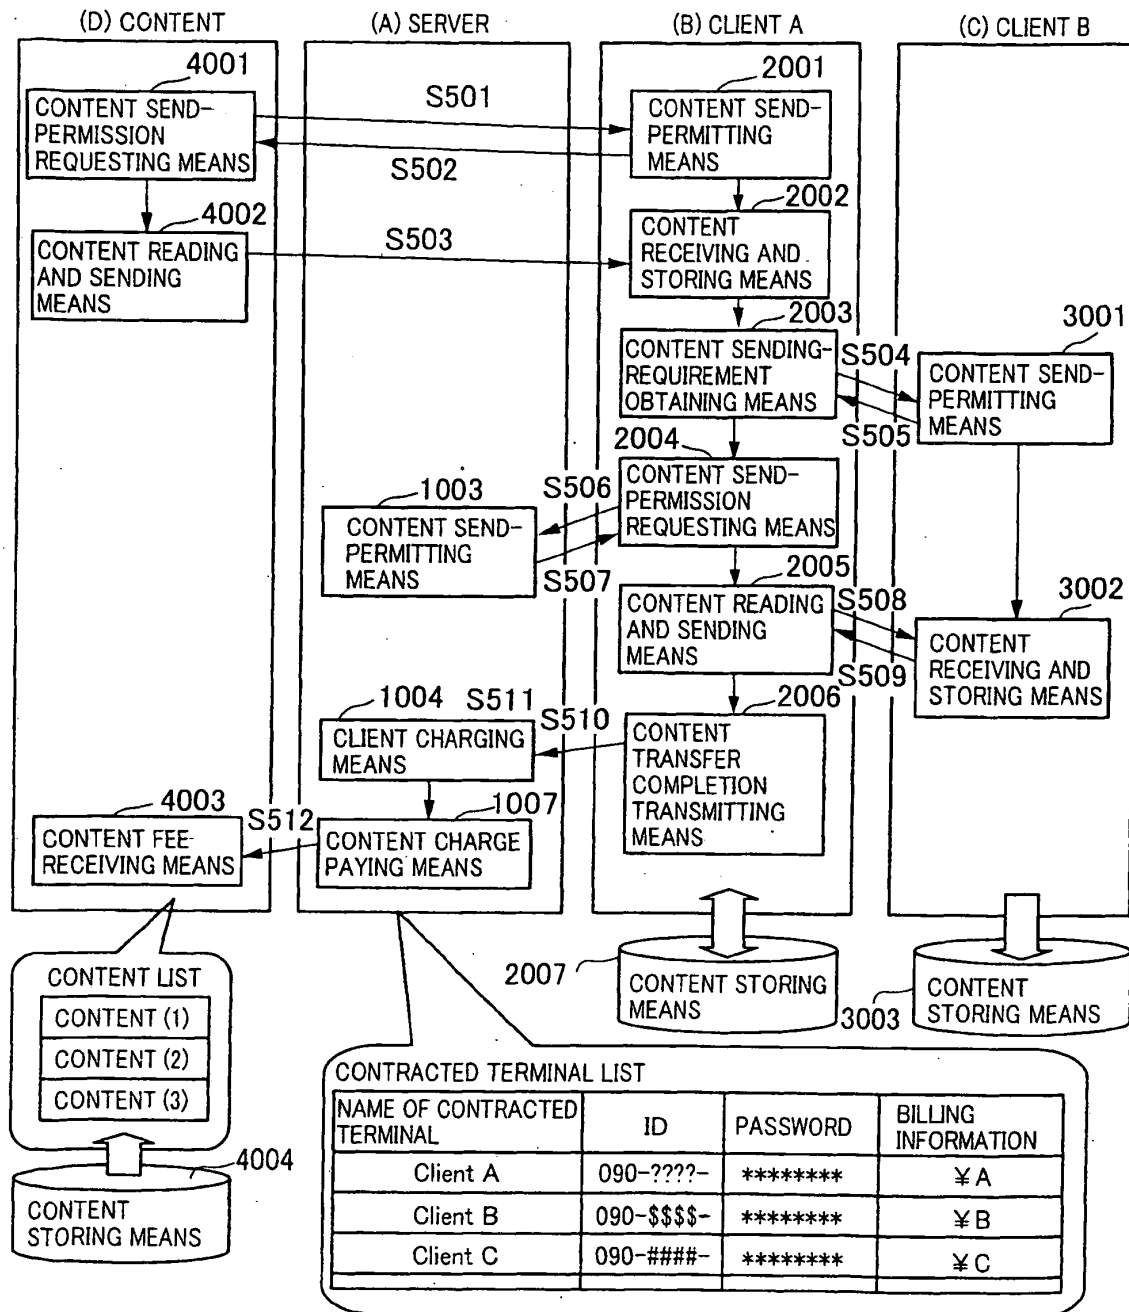 (D) CONTENT
(A) SERVER
(B) CLIENT A
(C) CLIENT B
4001
CONTENT SEND-
PERMISSION
REQUESTING MEANS
S501
S502
2001
CONTENT SEND-
PERMITTING
MEANS
4002
CONTENT READING
AND SENDING
MEANS
S503
2002
CONTENT
RECEIVING AND
STORING MEANS
2003
CONTENT SENDING-
REQUIREMENT
OBTAINING MEANS
S504
S505
3001
CONTENT SEND-
PERMITTING
MEANS
2004
CONTENT SEND-
PERMISSION
REQUESTING MEANS
S506
S507
1003
CONTENT SEND-
PERMITTING
MEANS
2005
CONTENT READING
AND SENDING
MEANS
S508
S509
3002
CONTENT
RECEIVING AND
STORING MEANS
1004
S511
CLIENT CHARGING
MEANS
S510
2006
CONTENT
TRANSFER
COMPLETION
TRANSMITTING
MEANS
4003
CONTENT FEE-
RECEIVING MEANS
S512
1007
CONTENT CHARGE
PAYING MEANS
CONTENT LIST
CONTENT (1)
CONTENT (2)
CONTENT (3)
4004
CONTENT
STORING MEANS
2007
CONTENT STORING
MEANS
3003
CONTENT
STORING MEANS
CONTRACTED TERMINAL LIST
NAME OF CONTRACTED
TERMINAL
ID
PASSWORD
BILLING
INFORMATION
Client A 090-????- ******** ¥A
Client B 090-$$$$- ******** ¥B
Client C 090-####- ******** ¥C